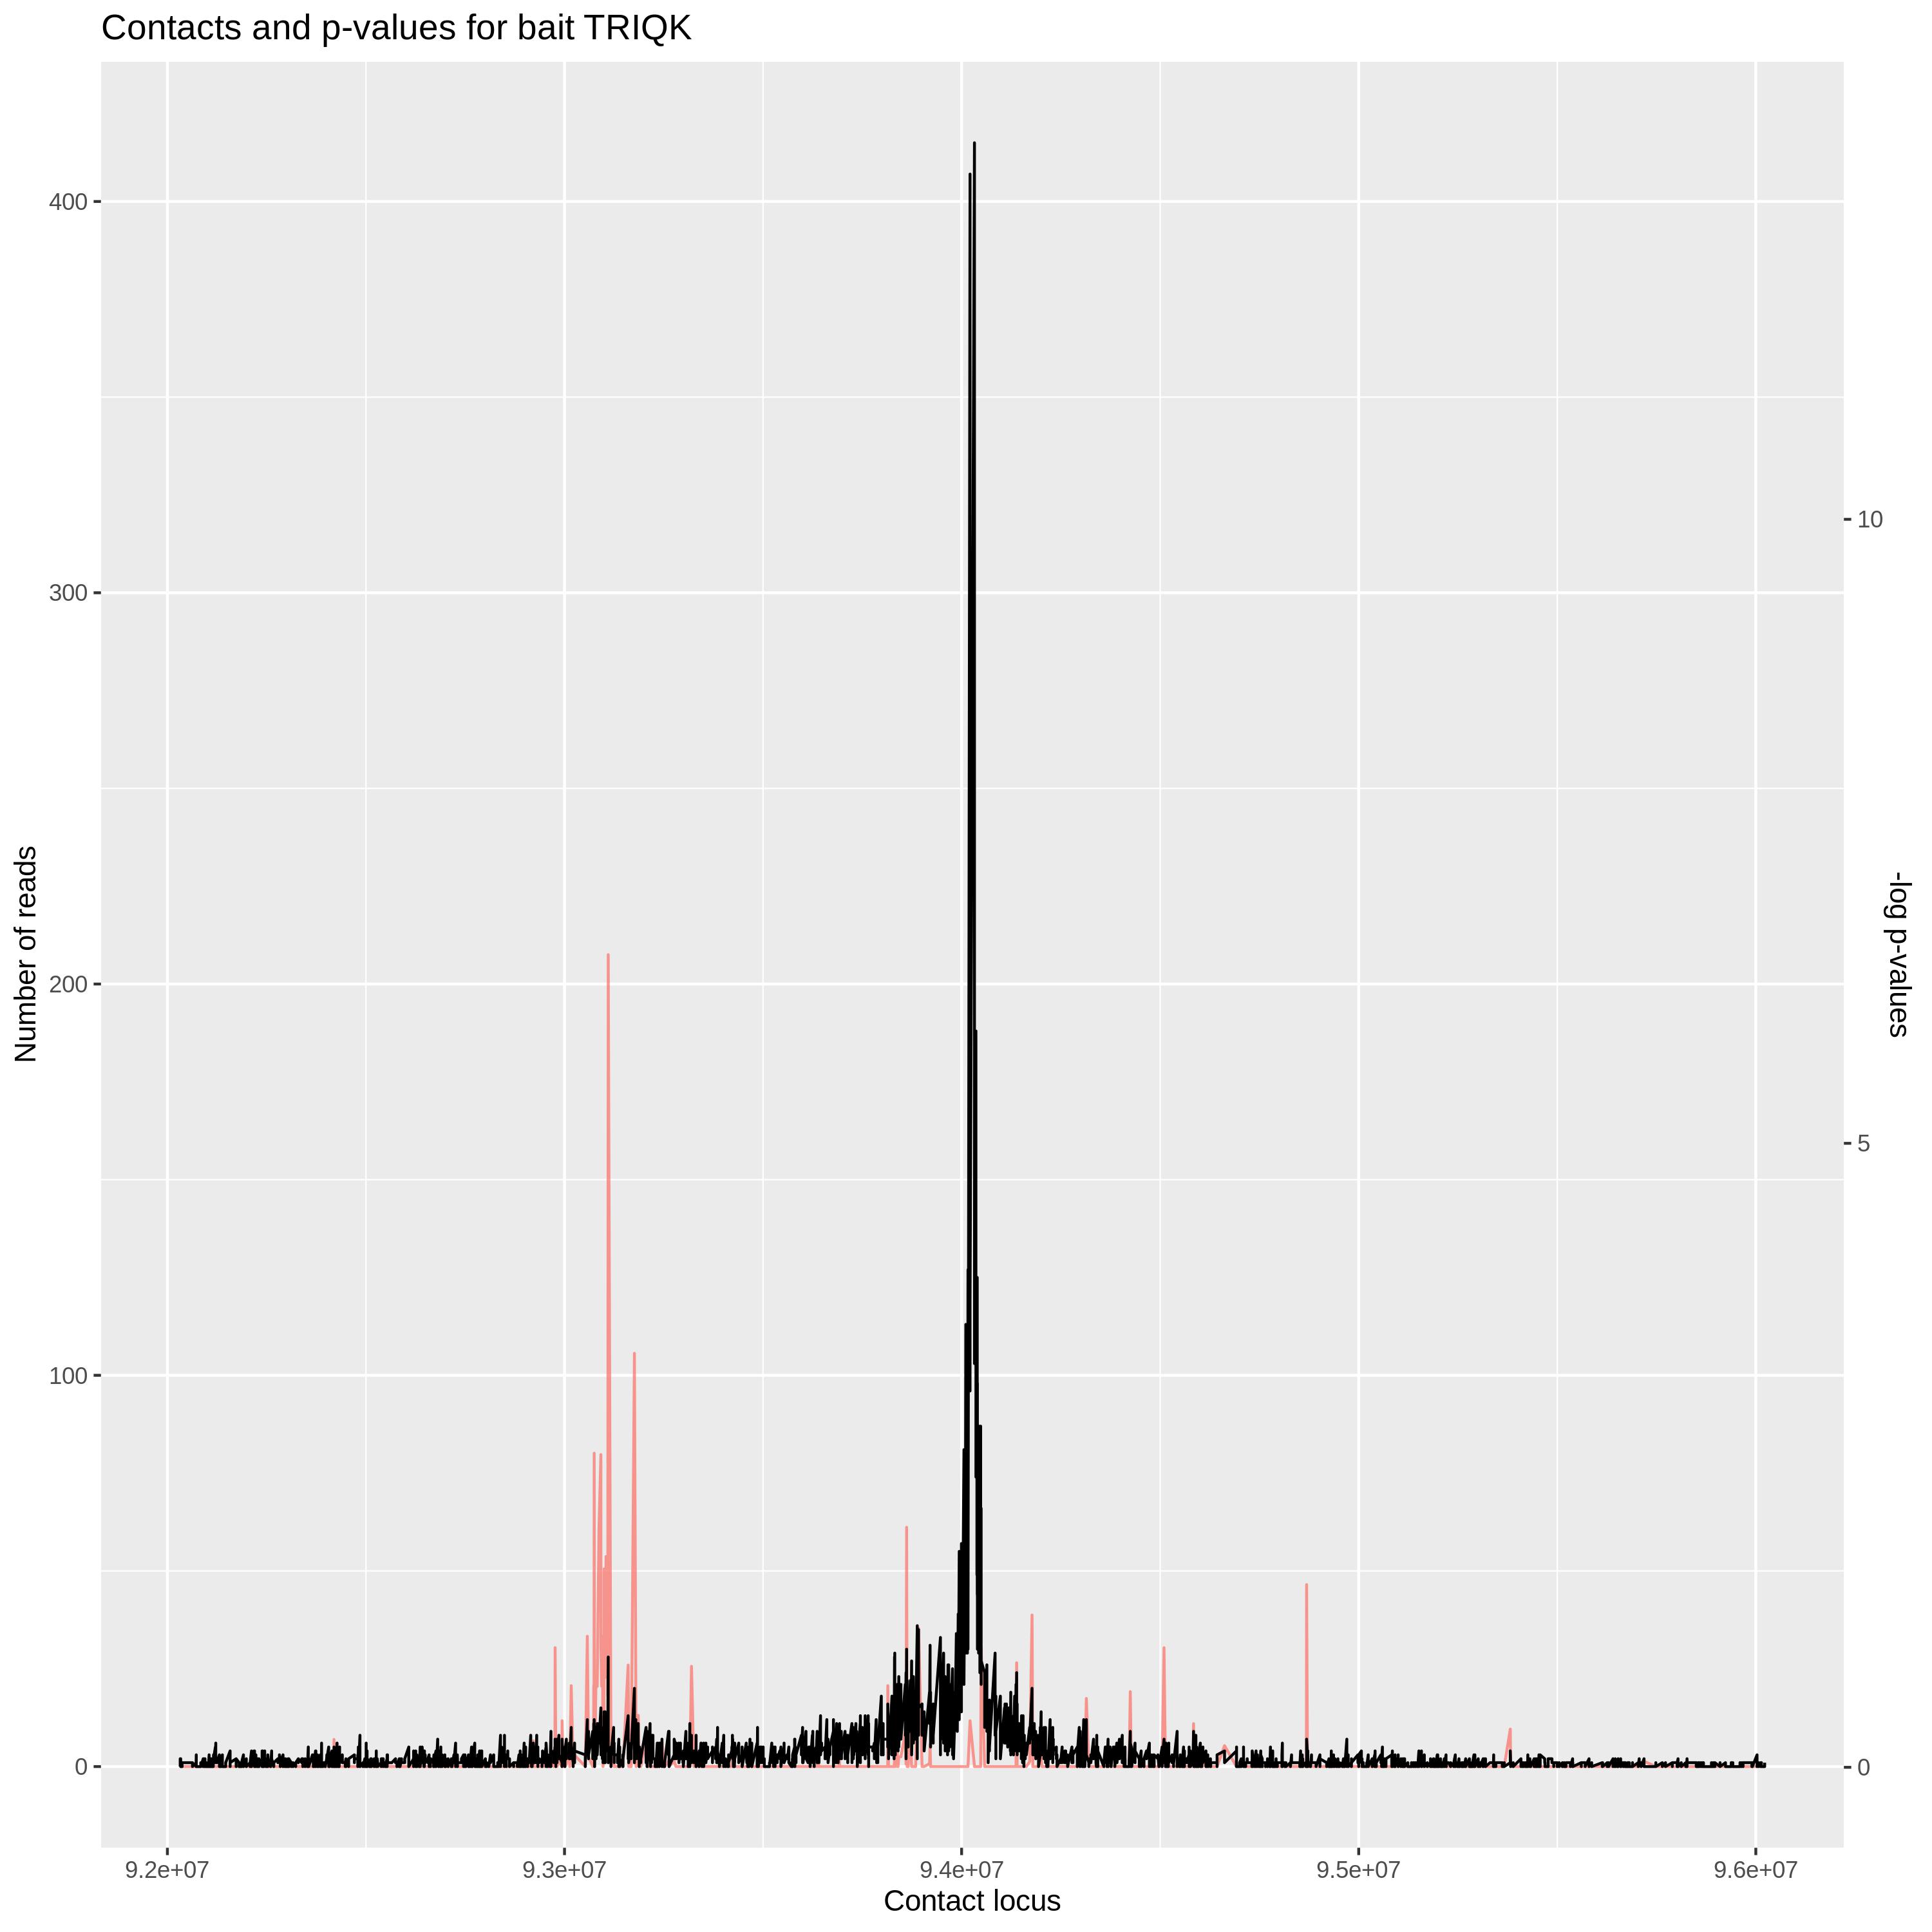 Contacts and p-values for bait TRIQK
400
300
200
100
0
10
5
0
Number of reads
-log p-values
9.2e+07
9.3e+07
9.4e+07
9.5e+07
9.6e+07
Contact locus